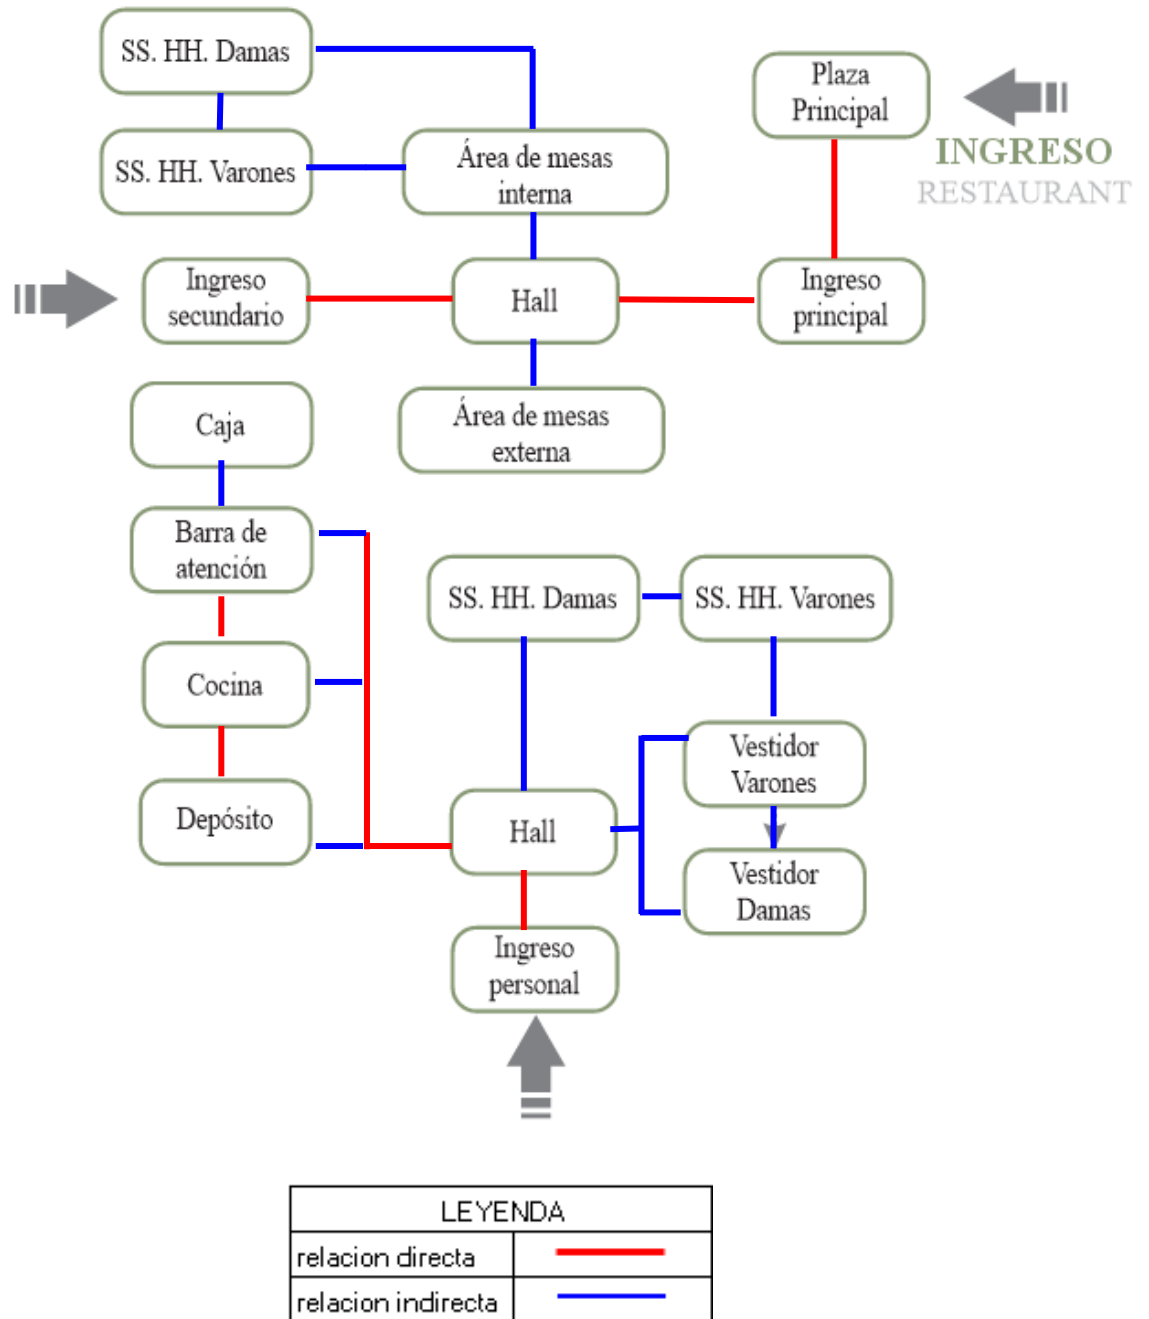 SS. HH. Damas
Plaza
Principal
INGRESO
RESTAURANT
SS. HH. Varones
Área de mesas
interna
Ingreso
secundario
Hall
Ingreso
principal
Caja
Área de mesas
externa
Barra de
atención
SS. HH. Damas
SS. HH. Varones
Cocina
Vestidor
Varones
Depósito
Hall
Vestidor
Damas
Ingreso
personal
LEYENDA
relacion directa
relacion indirecta